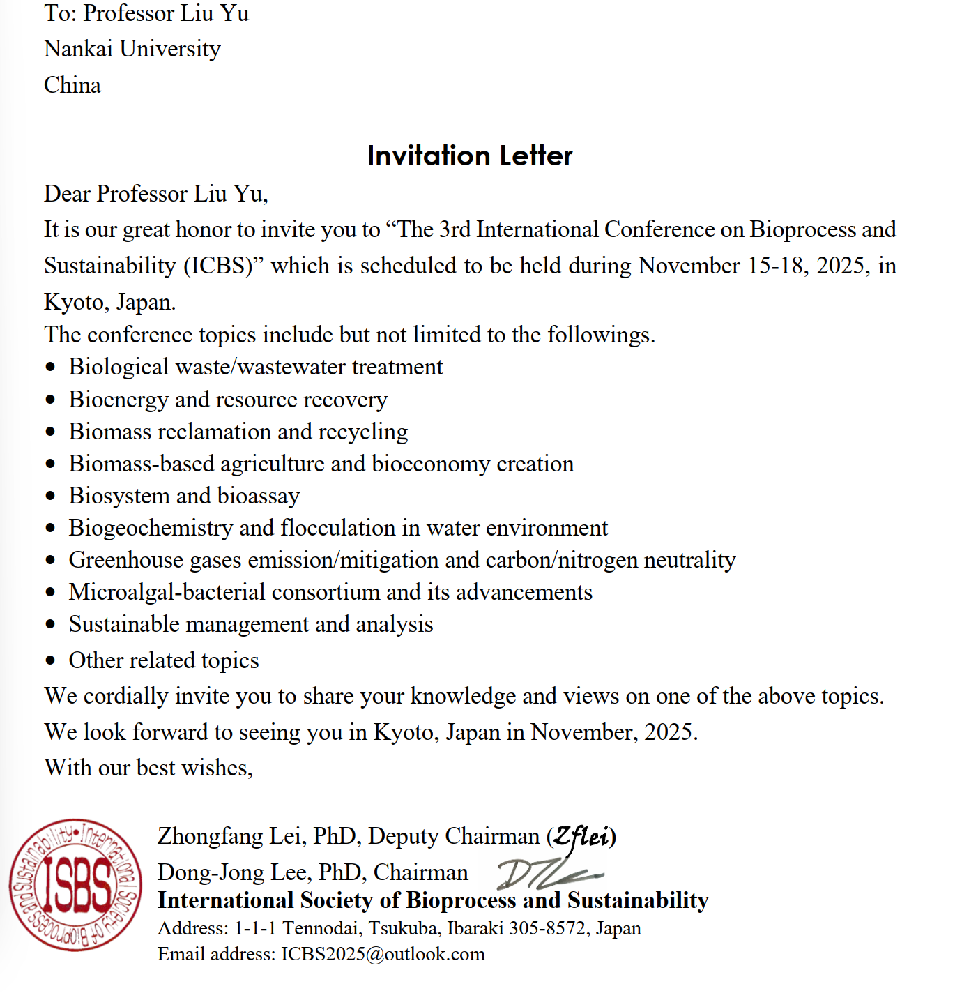 To: Professor Liu Yu
Nankai University
China
Invitation Letter
Dear Professor Liu Yu,
It is our great honor to invite you to “The 3rd International Conference on Bioprocess and
Sustainability (ICBS)” which is scheduled to be held during November 15-18, 2025, in
Kyoto, Japan.
The conference topics include but not limited to the followings.
• Biological waste/wastewater treatment
• Bioenergy and resource recovery
• Biomass reclamation and recycling
• Biomass-based agriculture and bioeconomy creation
• Biosystem and bioassay
• Biogeochemistry and flocculation in water environment
• Greenhouse gases emission/mitigation and carbon/nitrogen neutrality
• Microalgal-bacterial consortium and its advancements
• Sustainable management and analysis
• Other related topics
We cordially invite you to share your knowledge and views on one of the above topics.
We look forward to seeing you in Kyoto, Japan in November, 2025.
With our best wishes,
International Society of Bioprocess and Sustainability
ISBS
Zhongfang Lei, PhD, Deputy Chairman (Zflei)
Dong-Jong Lee, PhD, Chairman
International Society of Bioprocess and Sustainability
Address: 1-1-1 Tennodai, Tsukuba, Ibaraki 305-8572, Japan
Email address: ICBS2025@outlook.com